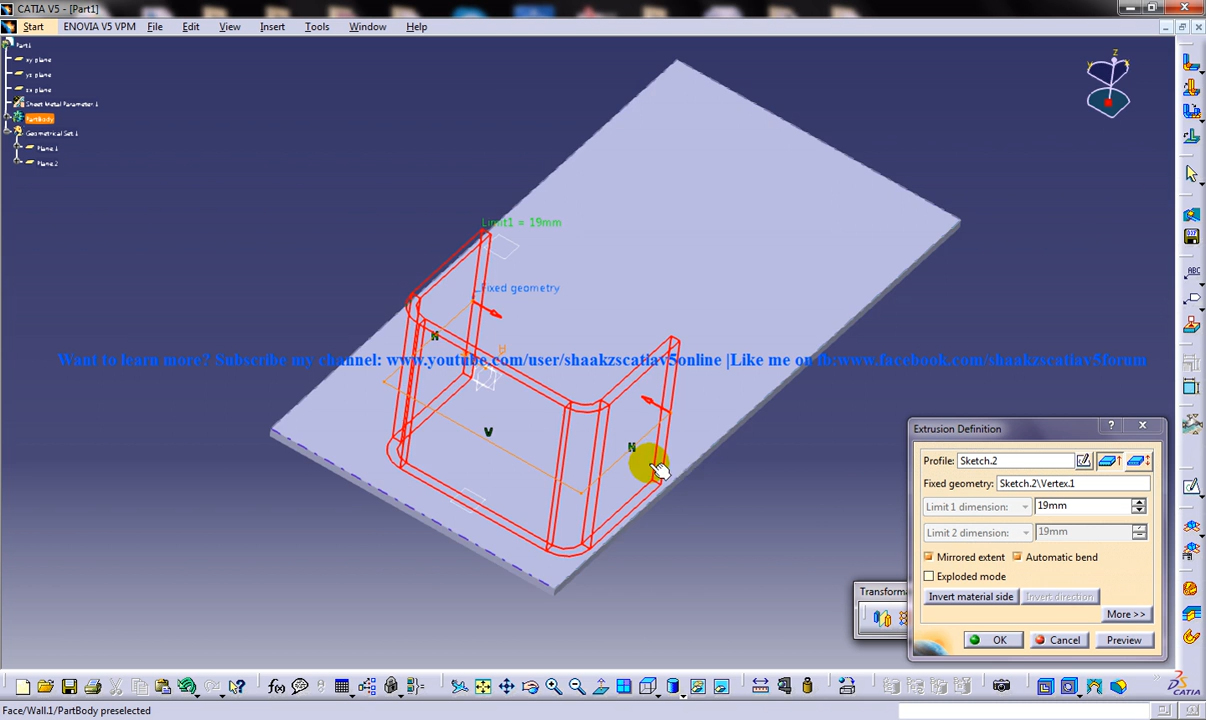 CATIA V5 - [Part1]
Start ENOVIA V5 VPM File Edit View Insert Tools Window Help
Part1
xy plane
yz plane
zx plane
Sheet Metal Parameter.1
PartBody
Geometrical Set.1
Plane.1
Plane.2
z
Limit1 = 19mm
Fixed geometry
H
H
V
H
Want to learn more? Subscribe my channel: www.youtube.com/user/shaakzscatiav5online |Like me on fb:www.facebook.com/shaakzscatiav5forum
Extrusion Definition
Profile: Sketch.2
Fixed geometry: Sketch.2\Vertex.1
Limit 1 dimension: 19mm
Limit 2 dimension: 19mm
Mirrored extent Automatic bend
Exploded mode
Invert material side Invert direction
More >>
OK Cancel Preview
Transforma
ABC
f(x)
CATIA
Face/Wall.1/PartBody preselected